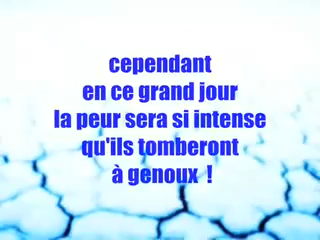 cependant
en ce grand jour
la peur sera si intense
qu'ils tomberont
à genoux !